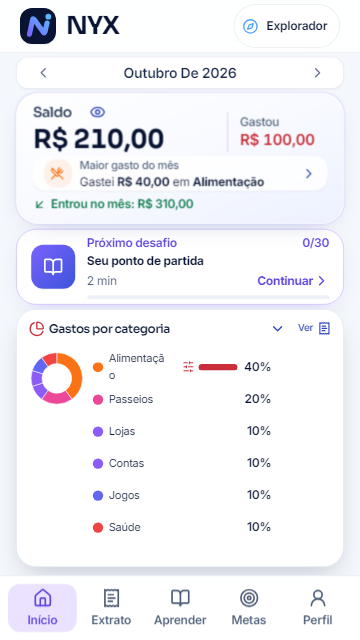 NYX
Explorador
Outubro De 2026
Saldo
R$ 210,00
Gastou
R$ 100,00
Maior gasto do mês
Gastei R$ 40,00 em Alimentação
Entrou no mês: R$ 310,00
Próximo desafio 0/30
Seu ponto de partida
2 min Continuar
Gastos por categoria Ver
Alimentaçã
o
40%
Passeios 20%
Lojas 10%
Contas 10%
Jogos 10%
Saúde 10%
Início Extrato Aprender Metas Perfil